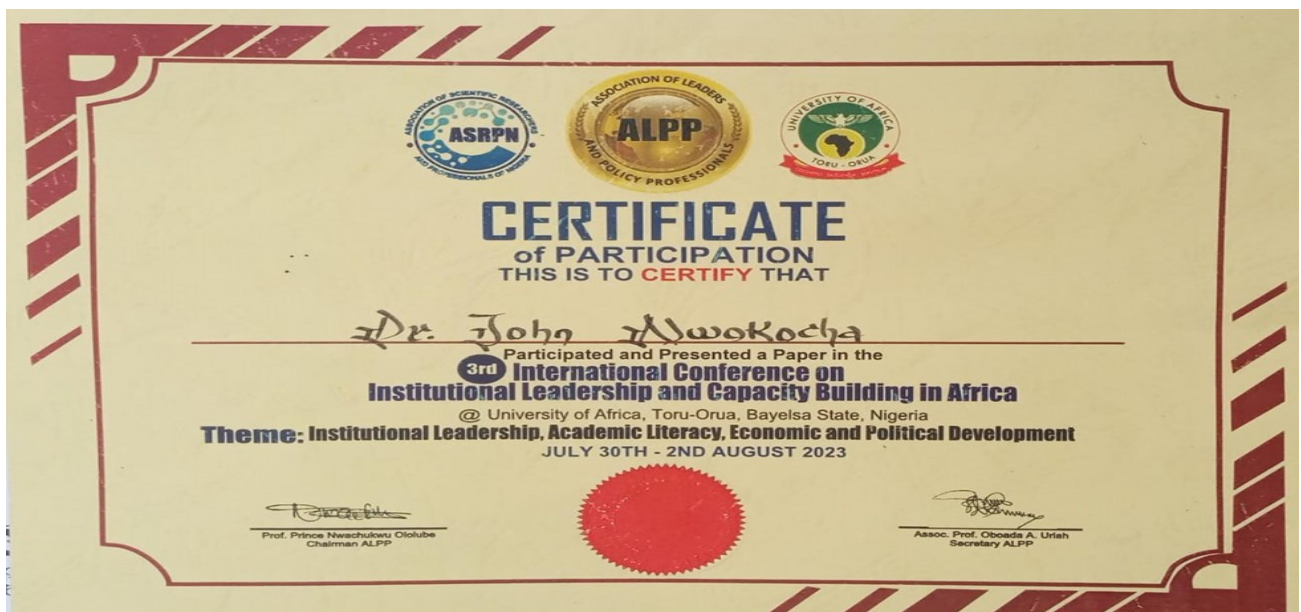 ASSOCIATION OF SCIENTIFIC RESEARCHERS
ASRPN
AND PROFESSIONALS OF NIGERIA
ASSOCIATION OF LEADERS
ALPP
AND POLICY PROFESSIONALS
UNIVERSITY OF AFRICA
TORU - ORUA
CERTIFICATE
of PARTICIPATION
THIS IS TO CERTIFY THAT
Dr. John Nwokocha
Participated and Presented a Paper in the
3rd International Conference on
Institutional Leadership and Capacity Building in Africa
@ University of Africa, Toru-Orua, Bayelsa State, Nigeria
Theme: Institutional Leadership, Academic Literacy, Economic and Political Development
JULY 30TH - 2ND AUGUST 2023
Prof. Prince Nwachukwu Ololube
Chairman ALPP
Assoc. Prof. Oboada A. Uriah
Secretary ALPP